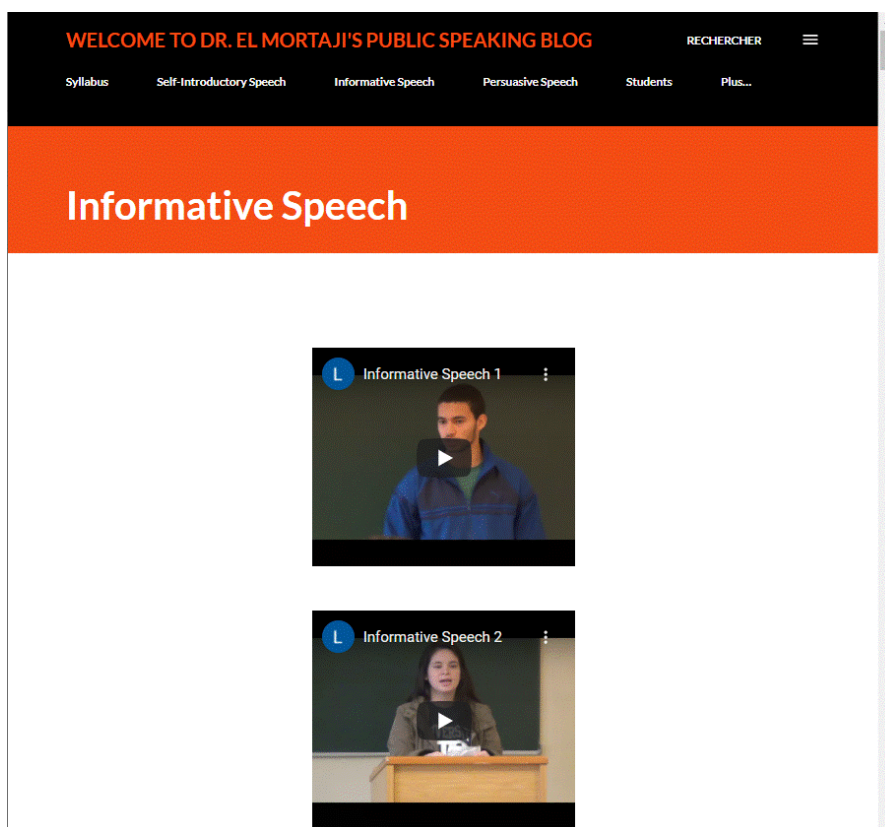 WELCOME TO DR. EL MORTAJI'S PUBLIC SPEAKING BLOG RECHERCHER
Syllabus Self-Introductory Speech Informative Speech Persuasive Speech Students Plus...
Informative Speech
L Informative Speech 1
L Informative Speech 2